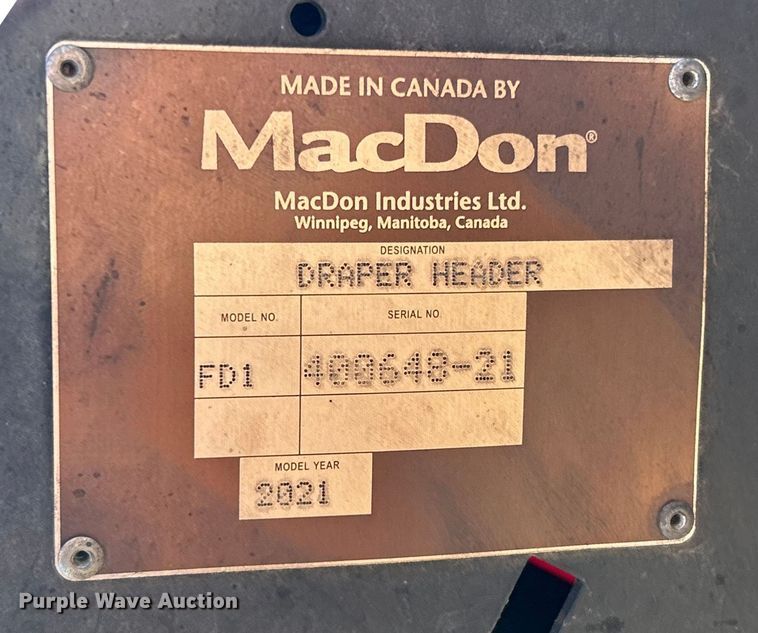 MADE IN CANADA BY
MacDon®
MacDon Industries Ltd.
Winnipeg, Manitoba, Canada
DESIGNATION
DRAPER HEADER
MODEL NO. SERIAL NO.
FD1 400648-21
MODEL YEAR
2021
Purple Wave Auction